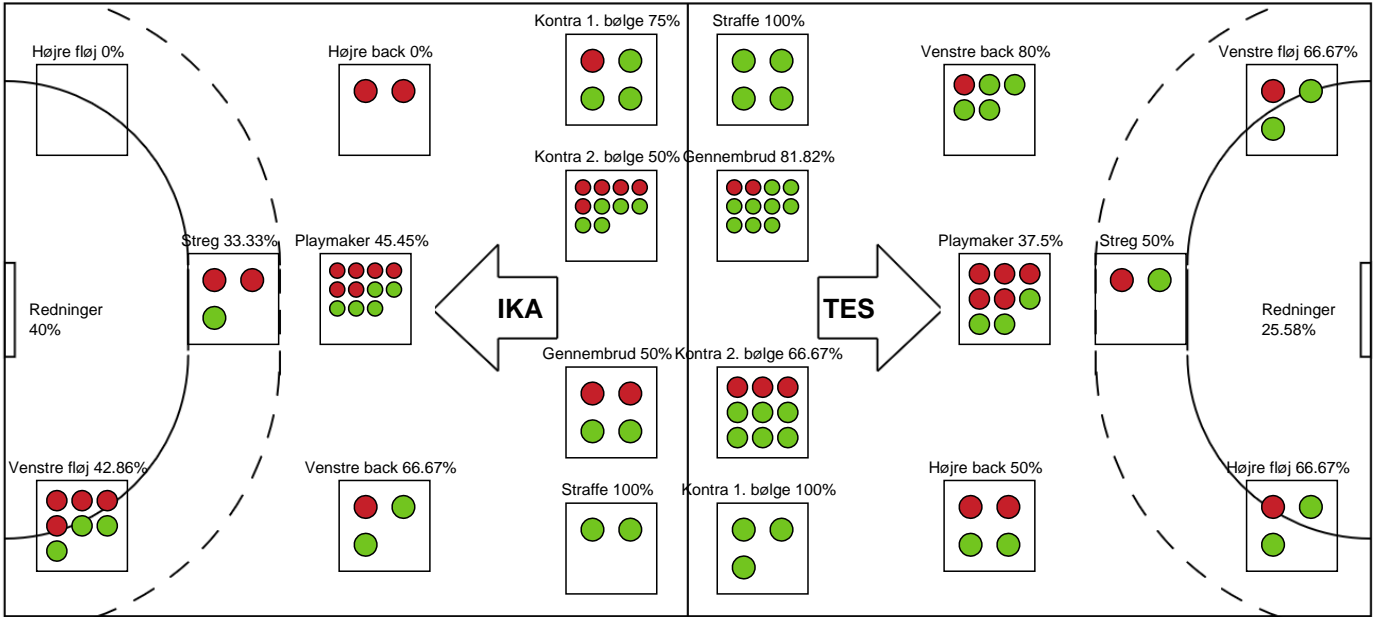 Kontra 1. bølge 75%
Straffe 100%
Højre fløj 0%
Højre back 0%
Venstre back 80%
Venstre fløj 66.67%
Kontra 2. bølge 50%
Gennembrud 81.82%
Streg 33.33%
Playmaker 45.45%
Playmaker 37.5%
Streg 50%
Redninger
40%
IKA
TES
Redninger
25.58%
Gennembrud 50%
Kontra 2. bølge 66.67%
Venstre fløj 42.86%
Venstre back 66.67%
Straffe 100%
Kontra 1. bølge 100%
Højre back 50%
Højre fløj 66.67%